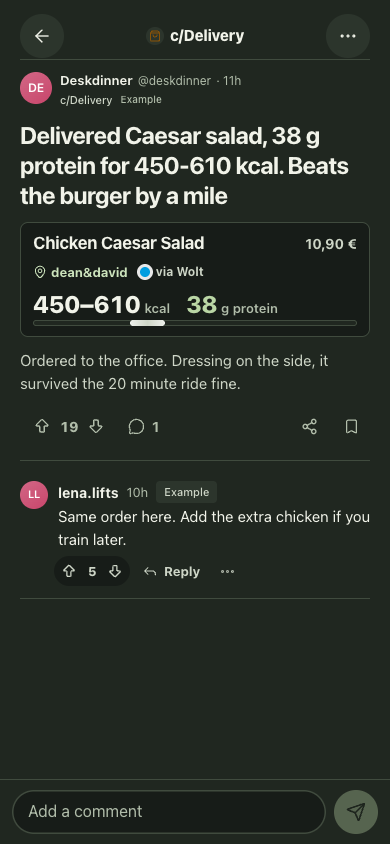 c/Delivery
DE
Deskdinner @deskdinner · 11h
c/Delivery Example
Delivered Caesar salad, 38 g
protein for 450-610 kcal. Beats
the burger by a mile
Chicken Caesar Salad 10,90 €
dean&david via Wolt
450–610 kcal 38 g protein
Ordered to the office. Dressing on the side, it
survived the 20 minute ride fine.
19 1
LL
lena.lifts 10h Example
Same order here. Add the extra chicken if you
train later.
5 Reply
Add a comment